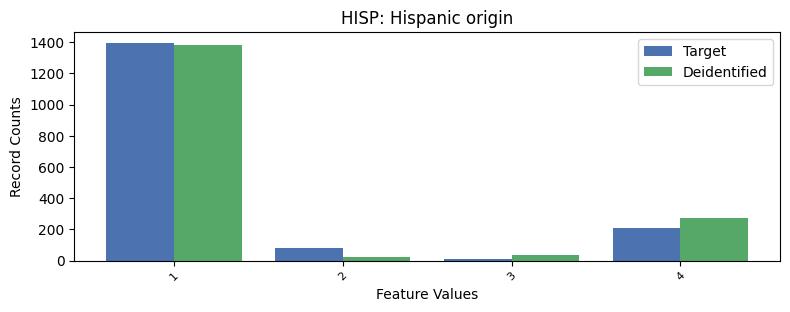 HISP: Hispanic origin
Target
Deidentified
Record Counts
1400
1200
1000
800
600
400
200
0
1
2
3
4
Feature Values